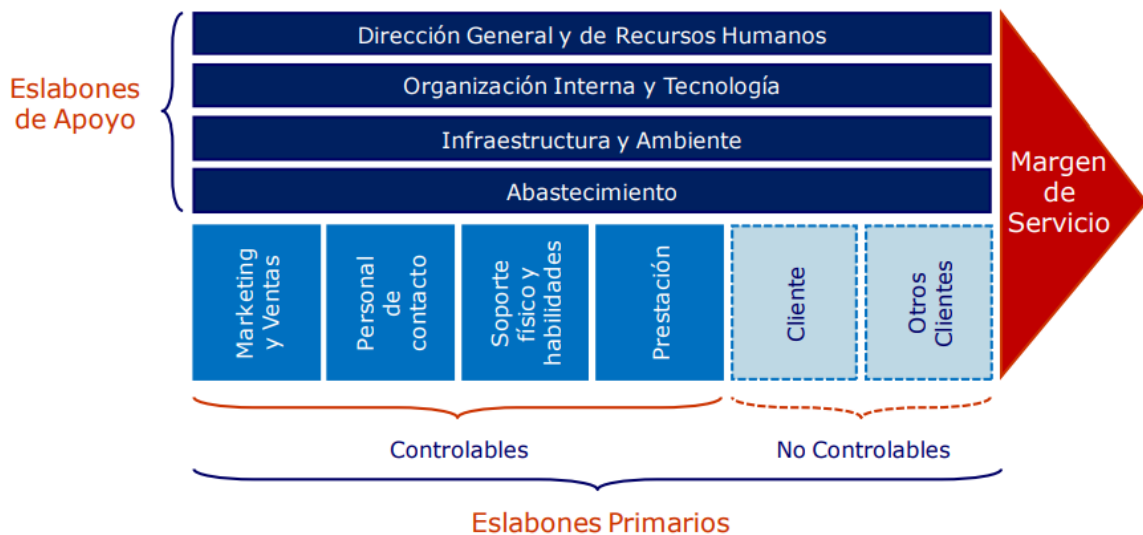 Dirección General y de Recursos Humanos
Organización Interna y Tecnología
Infraestructura y Ambiente
Abastecimiento
Eslabones
de Apoyo
Margen
de
Servicio
Marketing
y Ventas
Personal
de
contacto
Soporte
físico y
habilidades
Prestación
Cliente
Otros
Clientes
Controlables
No Controlables
Eslabones Primarios